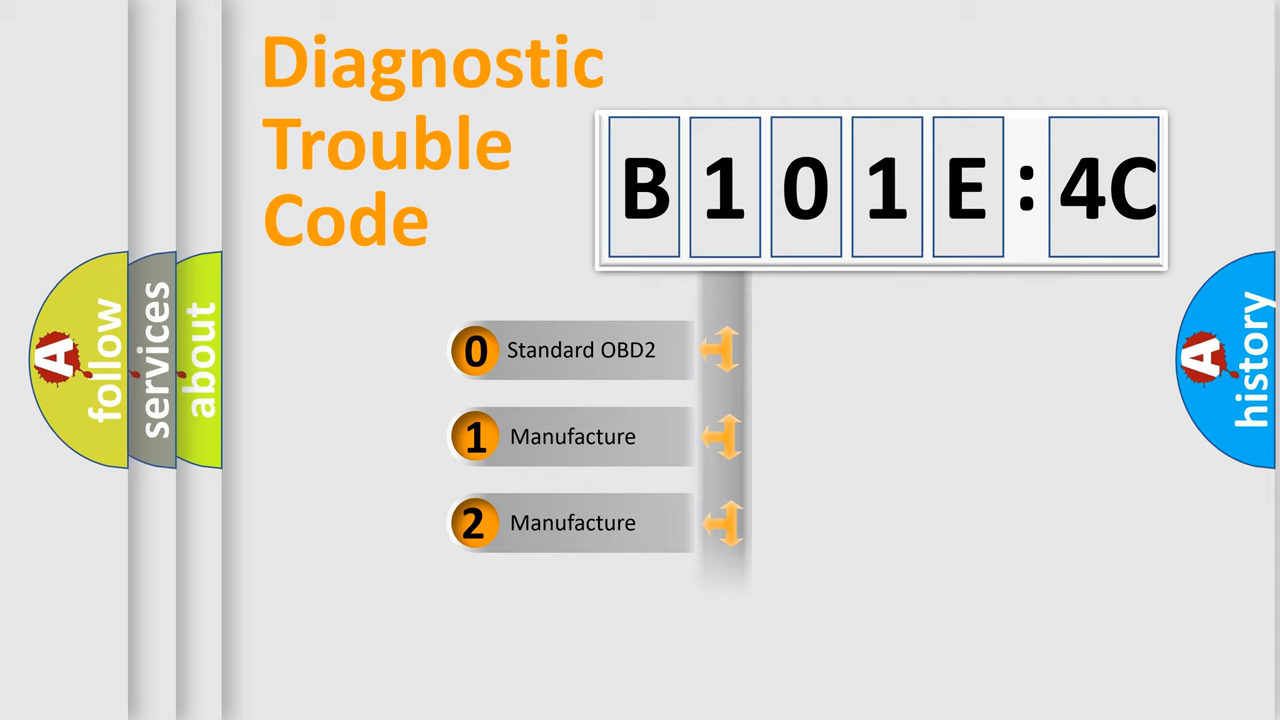 Diagnostic
Trouble
Code
B 1 0 1 E : 4C
0 Standard OBD2
1 Manufacture
2 Manufacture
A
follow
services
about
A
history